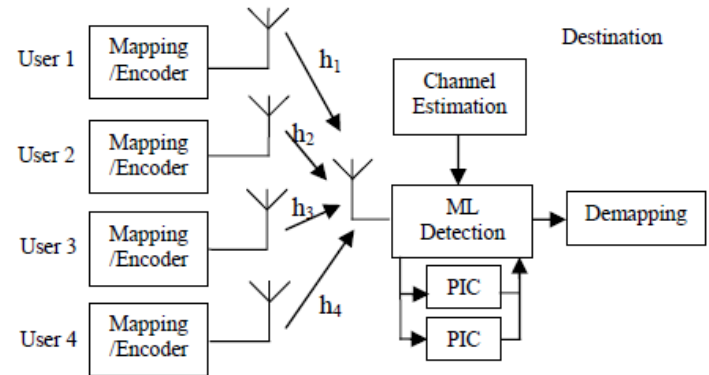 User 1
Mapping
/Encoder
h1
Destination
Channel
Estimation
User 2
Mapping
/Encoder
h2
User 3
Mapping
/Encoder
h3
ML
Detection
Demapping
User 4
Mapping
/Encoder
h4
PIC
PIC